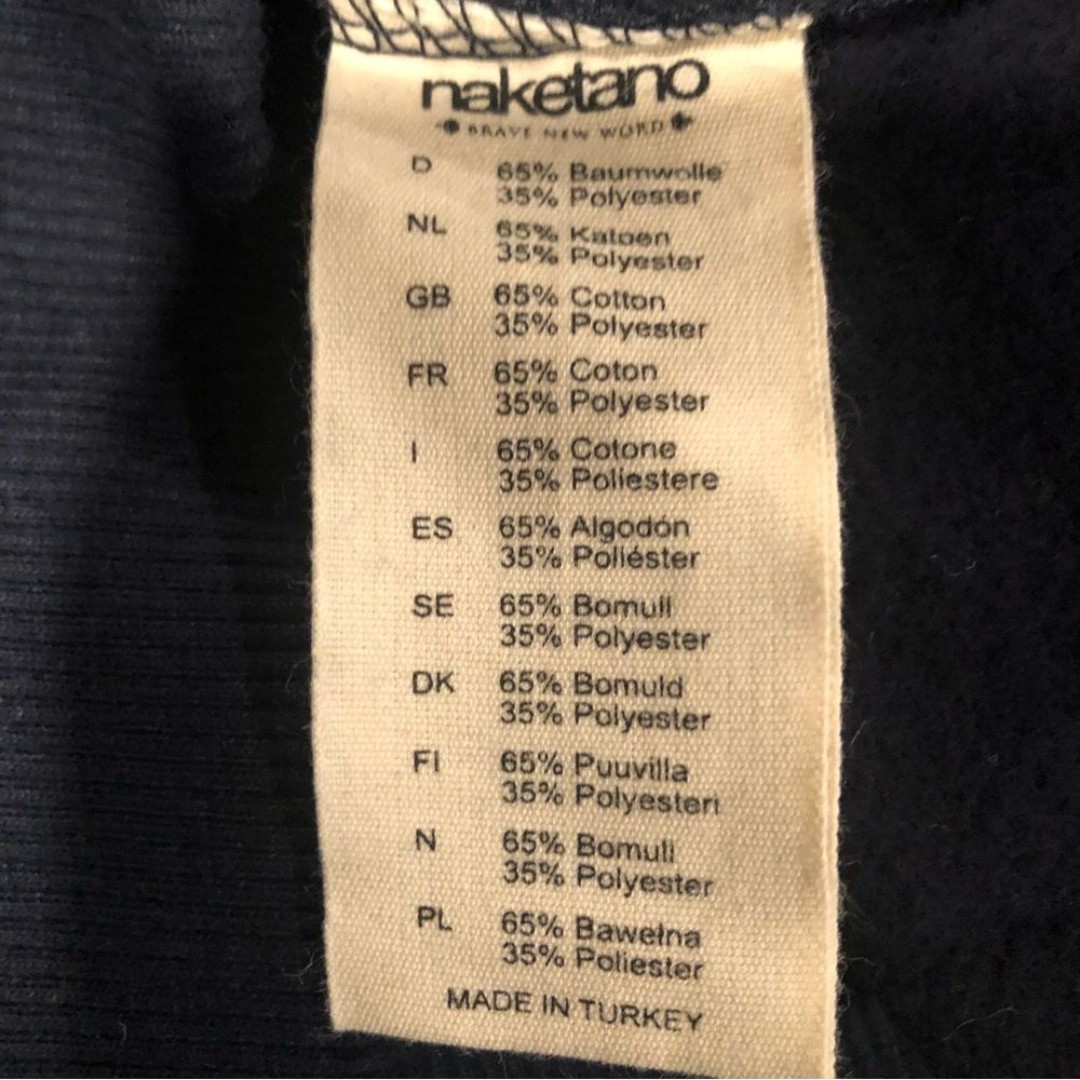 naketano
BRAVE NEW WORD
D 65% Baumwolle
35% Polyester
NL 65% Katoen
35% Polyester
GB 65% Cotton
35% Polyester
FR 65% Coton
35% Polyester
I 65% Cotone
35% Poliestere
ES 65% Algodón
35% Poliéster
SE 65% Bomull
35% Polyester
DK 65% Bomuld
35% Polyester
FI 65% Puuvilla
35% Polyesteri
N 65% Bomull
35% Polyester
PL 65% Bawełna
35% Poliester
MADE IN TURKEY